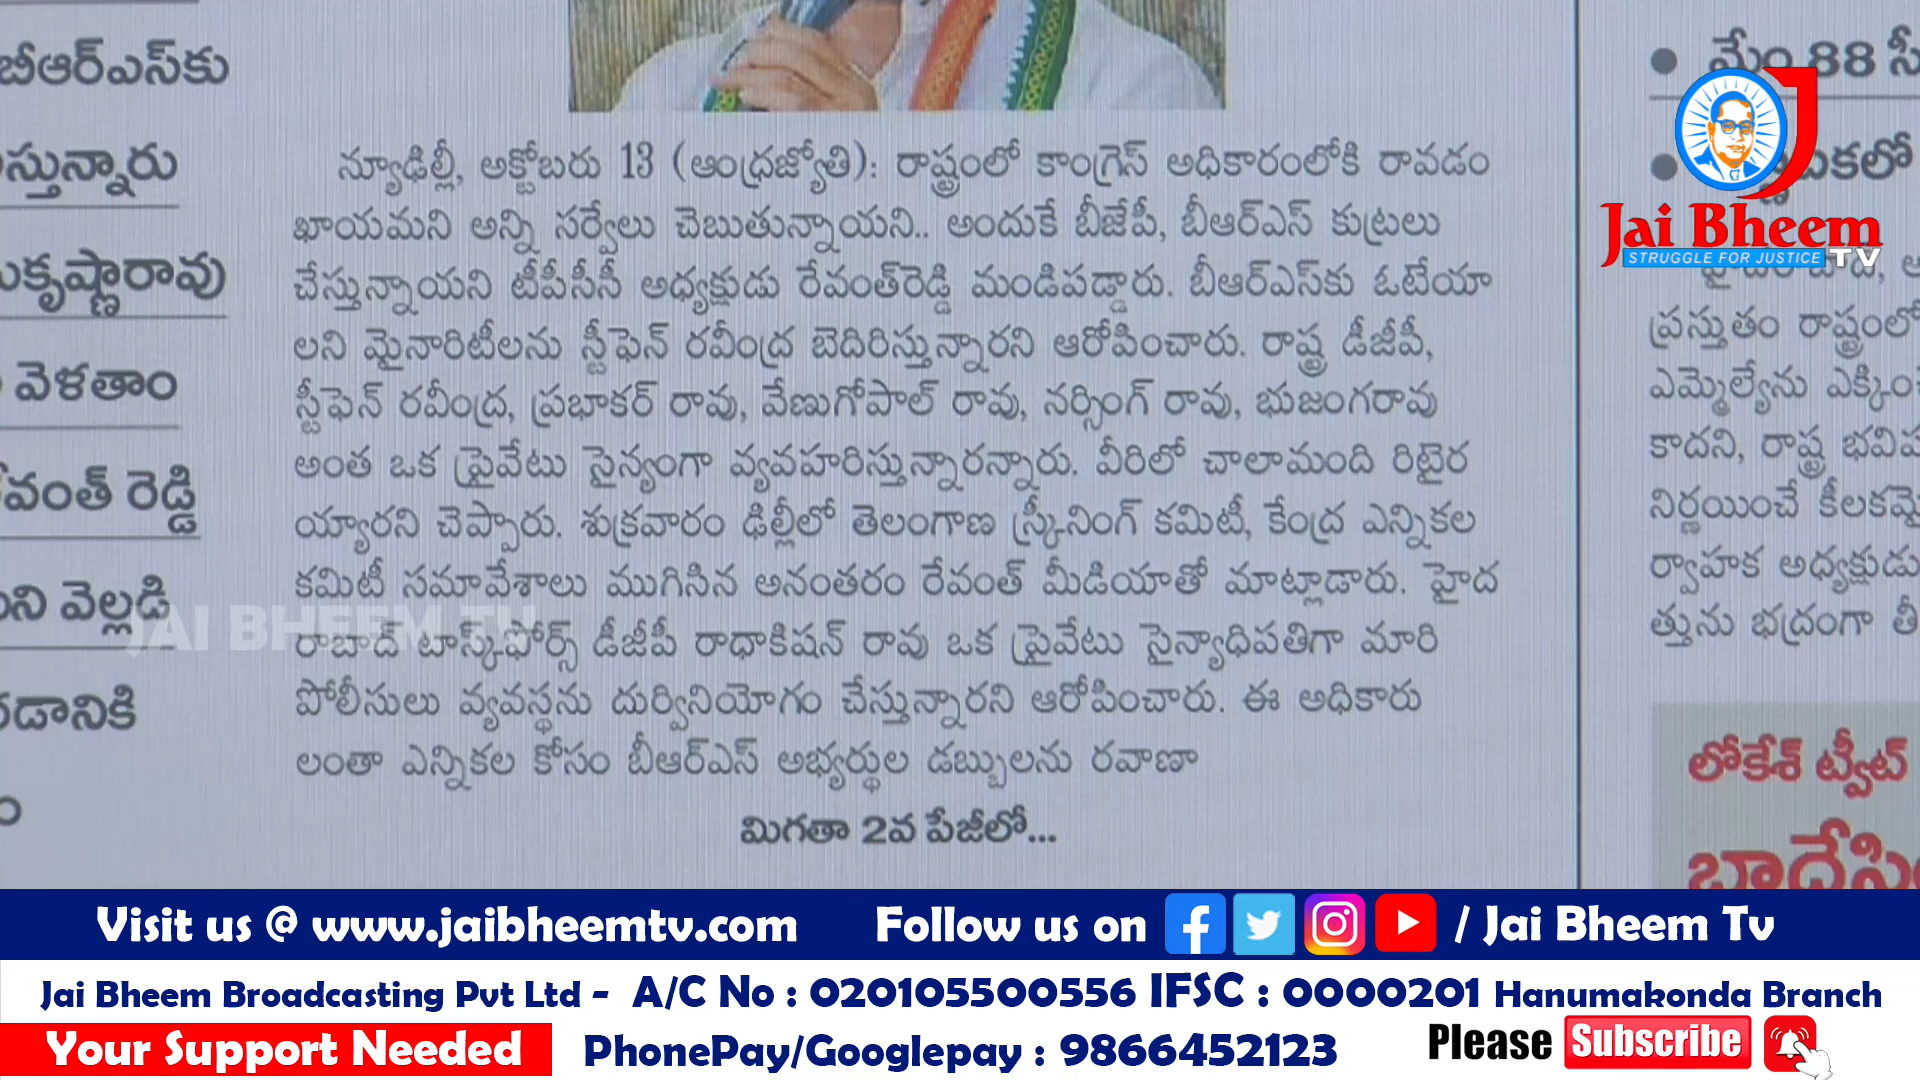 బీఆర్ఎస్‌కు
స్తున్నారు
కృష్ణారావు
వెళతాం
వంత్ రెడ్డి
ని వెల్లడి
డానికి
న్యూఢిల్లీ, అక్టోబరు 13 (ఆంధ్రజ్యోతి): రాష్ట్రంలో కాంగ్రెస్ అధికారంలోకి రావడం
ఖాయమని అన్ని సర్వేలు చెబుతున్నాయని.. అందుకే బీజేపీ, బీఆర్ఎస్ కుట్రలు
చేస్తున్నాయని టీపీసీసీ అధ్యక్షుడు రేవంత్‌రెడ్డి మండిపడ్డారు. బీఆర్ఎస్‌కు ఓటేయా
లని మైనారిటీలను స్టీఫెన్ రవీంద్ర బెదిరిస్తున్నారని ఆరోపించారు. రాష్ట్ర డీజీపీ,
స్టీఫెన్ రవీంద్ర, ప్రభాకర్ రావు, వేణుగోపాల్ రావు, నర్సింగ్ రావు, భుజంగరావు
అంత ఒక ప్రైవేటు సైన్యంగా వ్యవహరిస్తున్నారన్నారు. వీరిలో చాలామంది రిటైర
య్యారని చెప్పారు. శుక్రవారం ఢిల్లీలో తెలంగాణ స్క్రీనింగ్ కమిటీ, కేంద్ర ఎన్నికల
కమిటీ సమావేశాలు ముగిసిన అనంతరం రేవంత్ మీడియాతో మాట్లాడారు. హైద
రాబాద్ టాస్క్‌ఫోర్స్ డీజీపీ రాధాకిషన్ రావు ఒక ప్రైవేటు సైన్యాధిపతిగా మారి
పోలీసులు వ్యవస్థను దుర్వినియోగం చేస్తున్నారని ఆరోపించారు. ఈ అధికారు
లంతా ఎన్నికల కోసం బీఆర్ఎస్ అభ్యర్థుల డబ్బులను రవాణా
మిగతా 2వ పేజీలో...
JAI BHEEM TV
• మేం 88 సీ
కలో
ప్రస్తుతం రాష్ట్రంలో
ఎమ్మెల్యేను ఎక్కించ
కాదని, రాష్ట్ర భవిష
నిర్ణయించే కీలకమై
ర్వాహక అధ్యక్షుడు
త్తును భద్రంగా తీ
లోకేశ్ ట్వీట్
బాదేసి
Jai Bheem
STRUGGLE FOR JUSTICE TV
Visit us @ www.jaibheemtv.com Follow us on / Jai Bheem Tv
Jai Bheem Broadcasting Pvt Ltd - A/C No : 020105500556 IFSC : 0000201 Hanumakonda Branch
Your Support Needed PhonePay/Googlepay : 9866452123 Please Subscribe